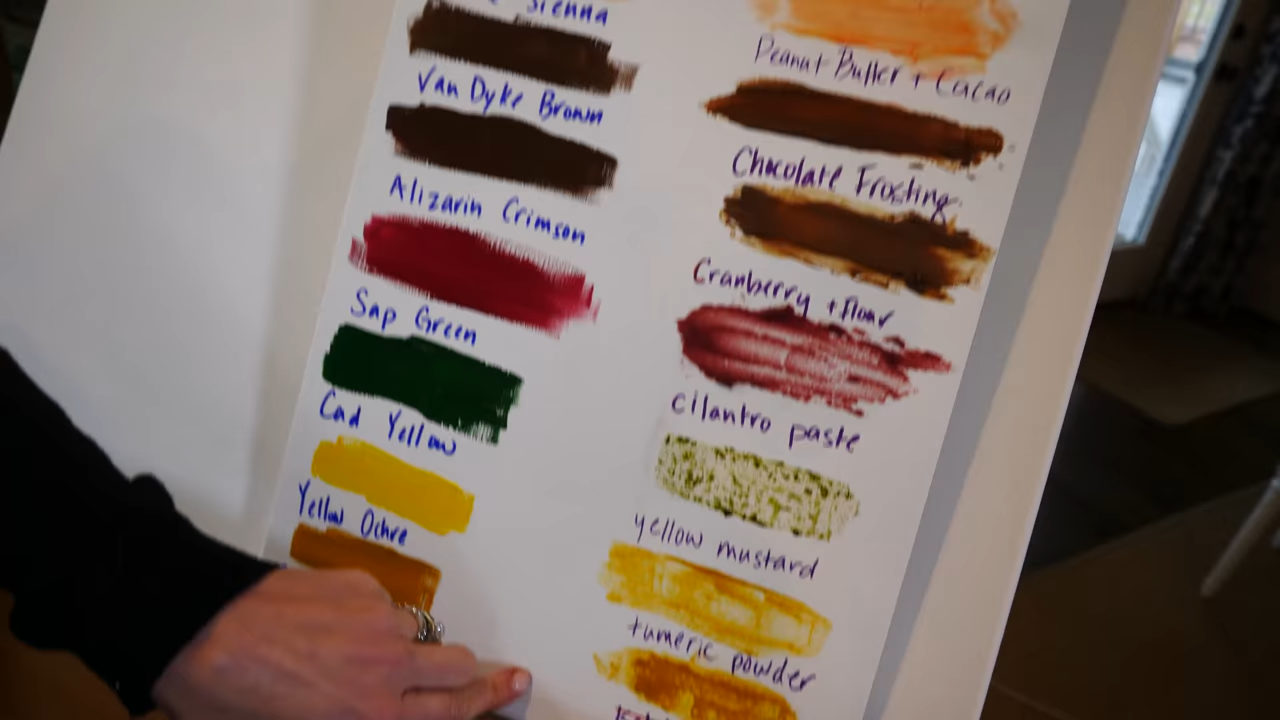 Sienna
Van Dyke Brown
Alizarin Crimson
Sap Green
Cad Yellow
Yellow Ochre
Peanut Butter + Cacao
Chocolate Frosting
Cranberry + flour
cilantro paste
yellow mustard
tumeric powder